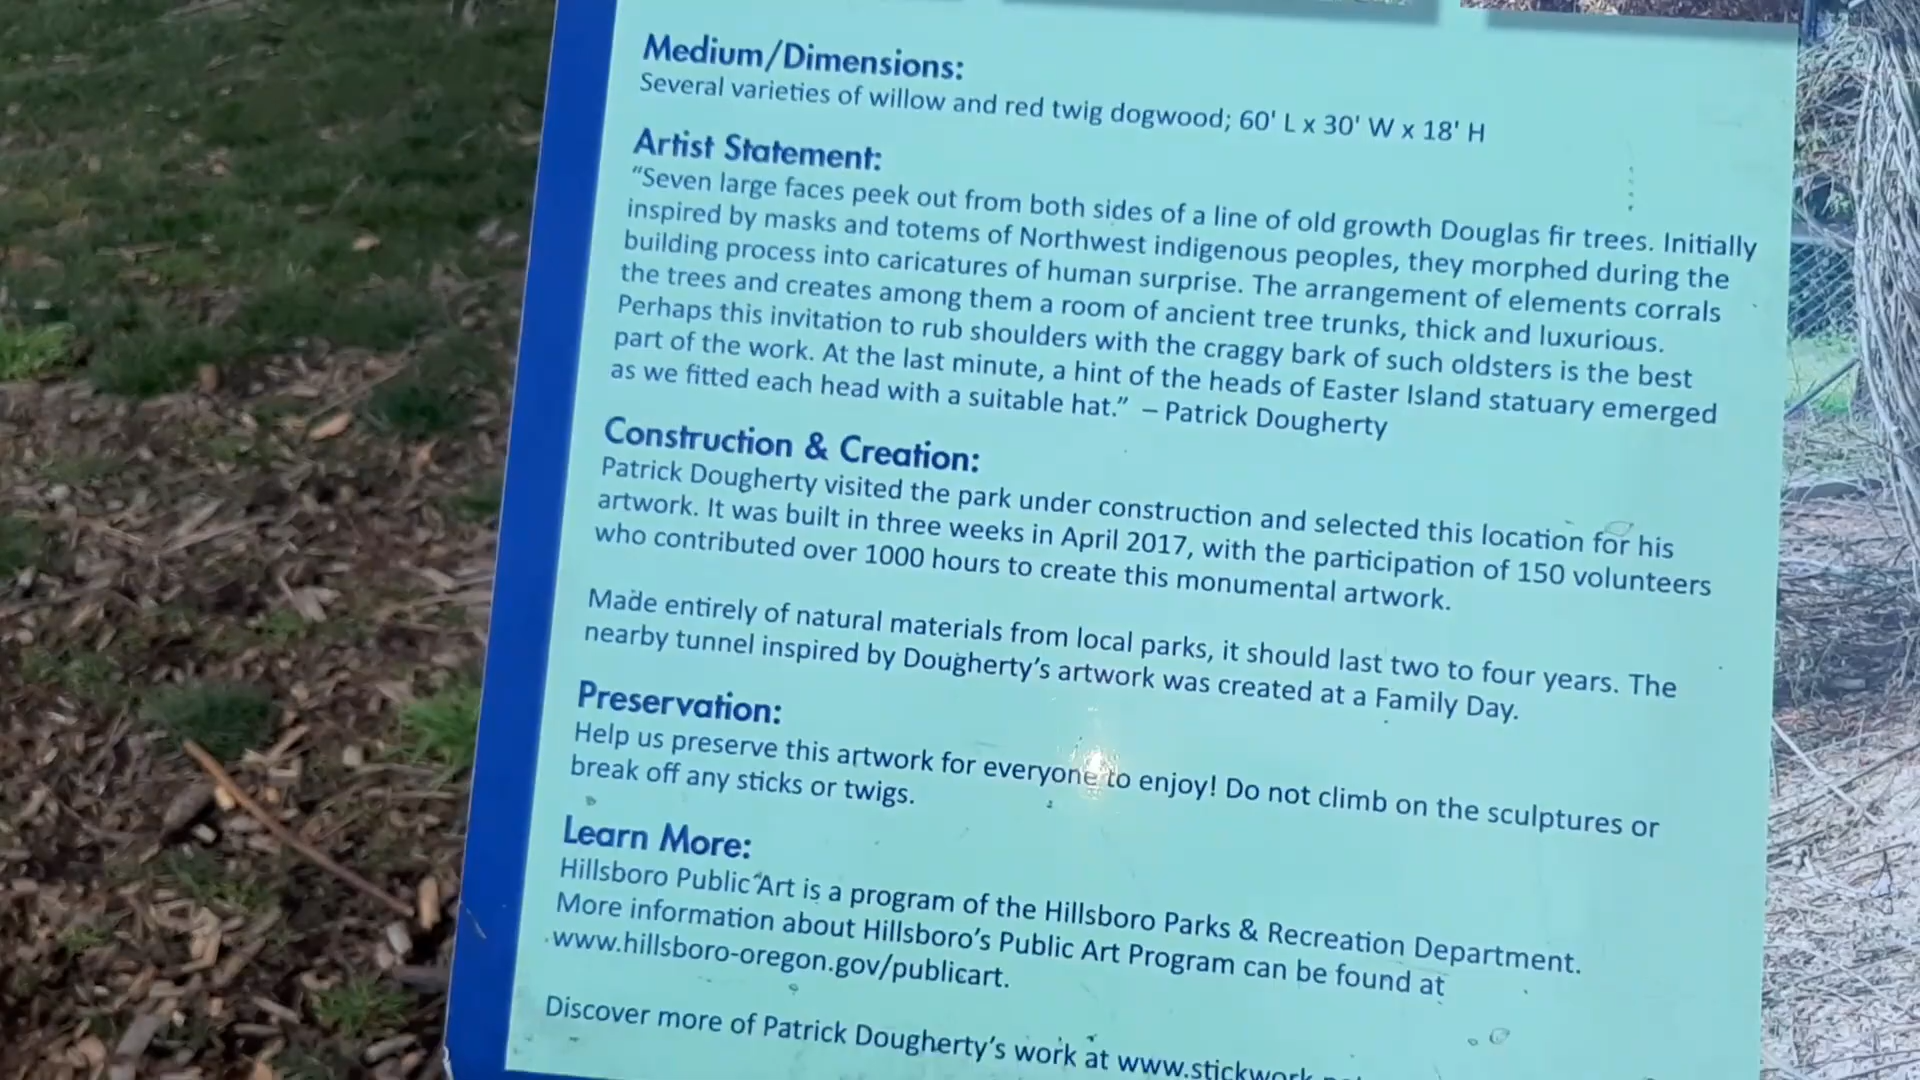 Medium/Dimensions:
Several varieties of willow and red twig dogwood; 60' L x 30' W x 18' H
Artist Statement:
“Seven large faces peek out from both sides of a line of old growth Douglas fir trees. Initially
inspired by masks and totems of Northwest indigenous peoples, they morphed during the
building process into caricatures of human surprise. The arrangement of elements corrals
the trees and creates among them a room of ancient tree trunks, thick and luxurious.
Perhaps this invitation to rub shoulders with the craggy bark of such oldsters is the best
part of the work. At the last minute, a hint of the heads of Easter Island statuary emerged
as we fitted each head with a suitable hat.” – Patrick Dougherty
Construction & Creation:
Patrick Dougherty visited the park under construction and selected this location for his
artwork. It was built in three weeks in April 2017, with the participation of 150 volunteers
who contributed over 1000 hours to create this monumental artwork.
Made entirely of natural materials from local parks, it should last two to four years. The
nearby tunnel inspired by Dougherty’s artwork was created at a Family Day.
Preservation:
Help us preserve this artwork for everyone to enjoy! Do not climb on the sculptures or
break off any sticks or twigs.
Learn More:
Hillsboro Public Art is a program of the Hillsboro Parks & Recreation Department.
More information about Hillsboro’s Public Art Program can be found at
www.hillsboro-oregon.gov/publicart.
Discover more of Patrick Dougherty’s work at www.stickwork